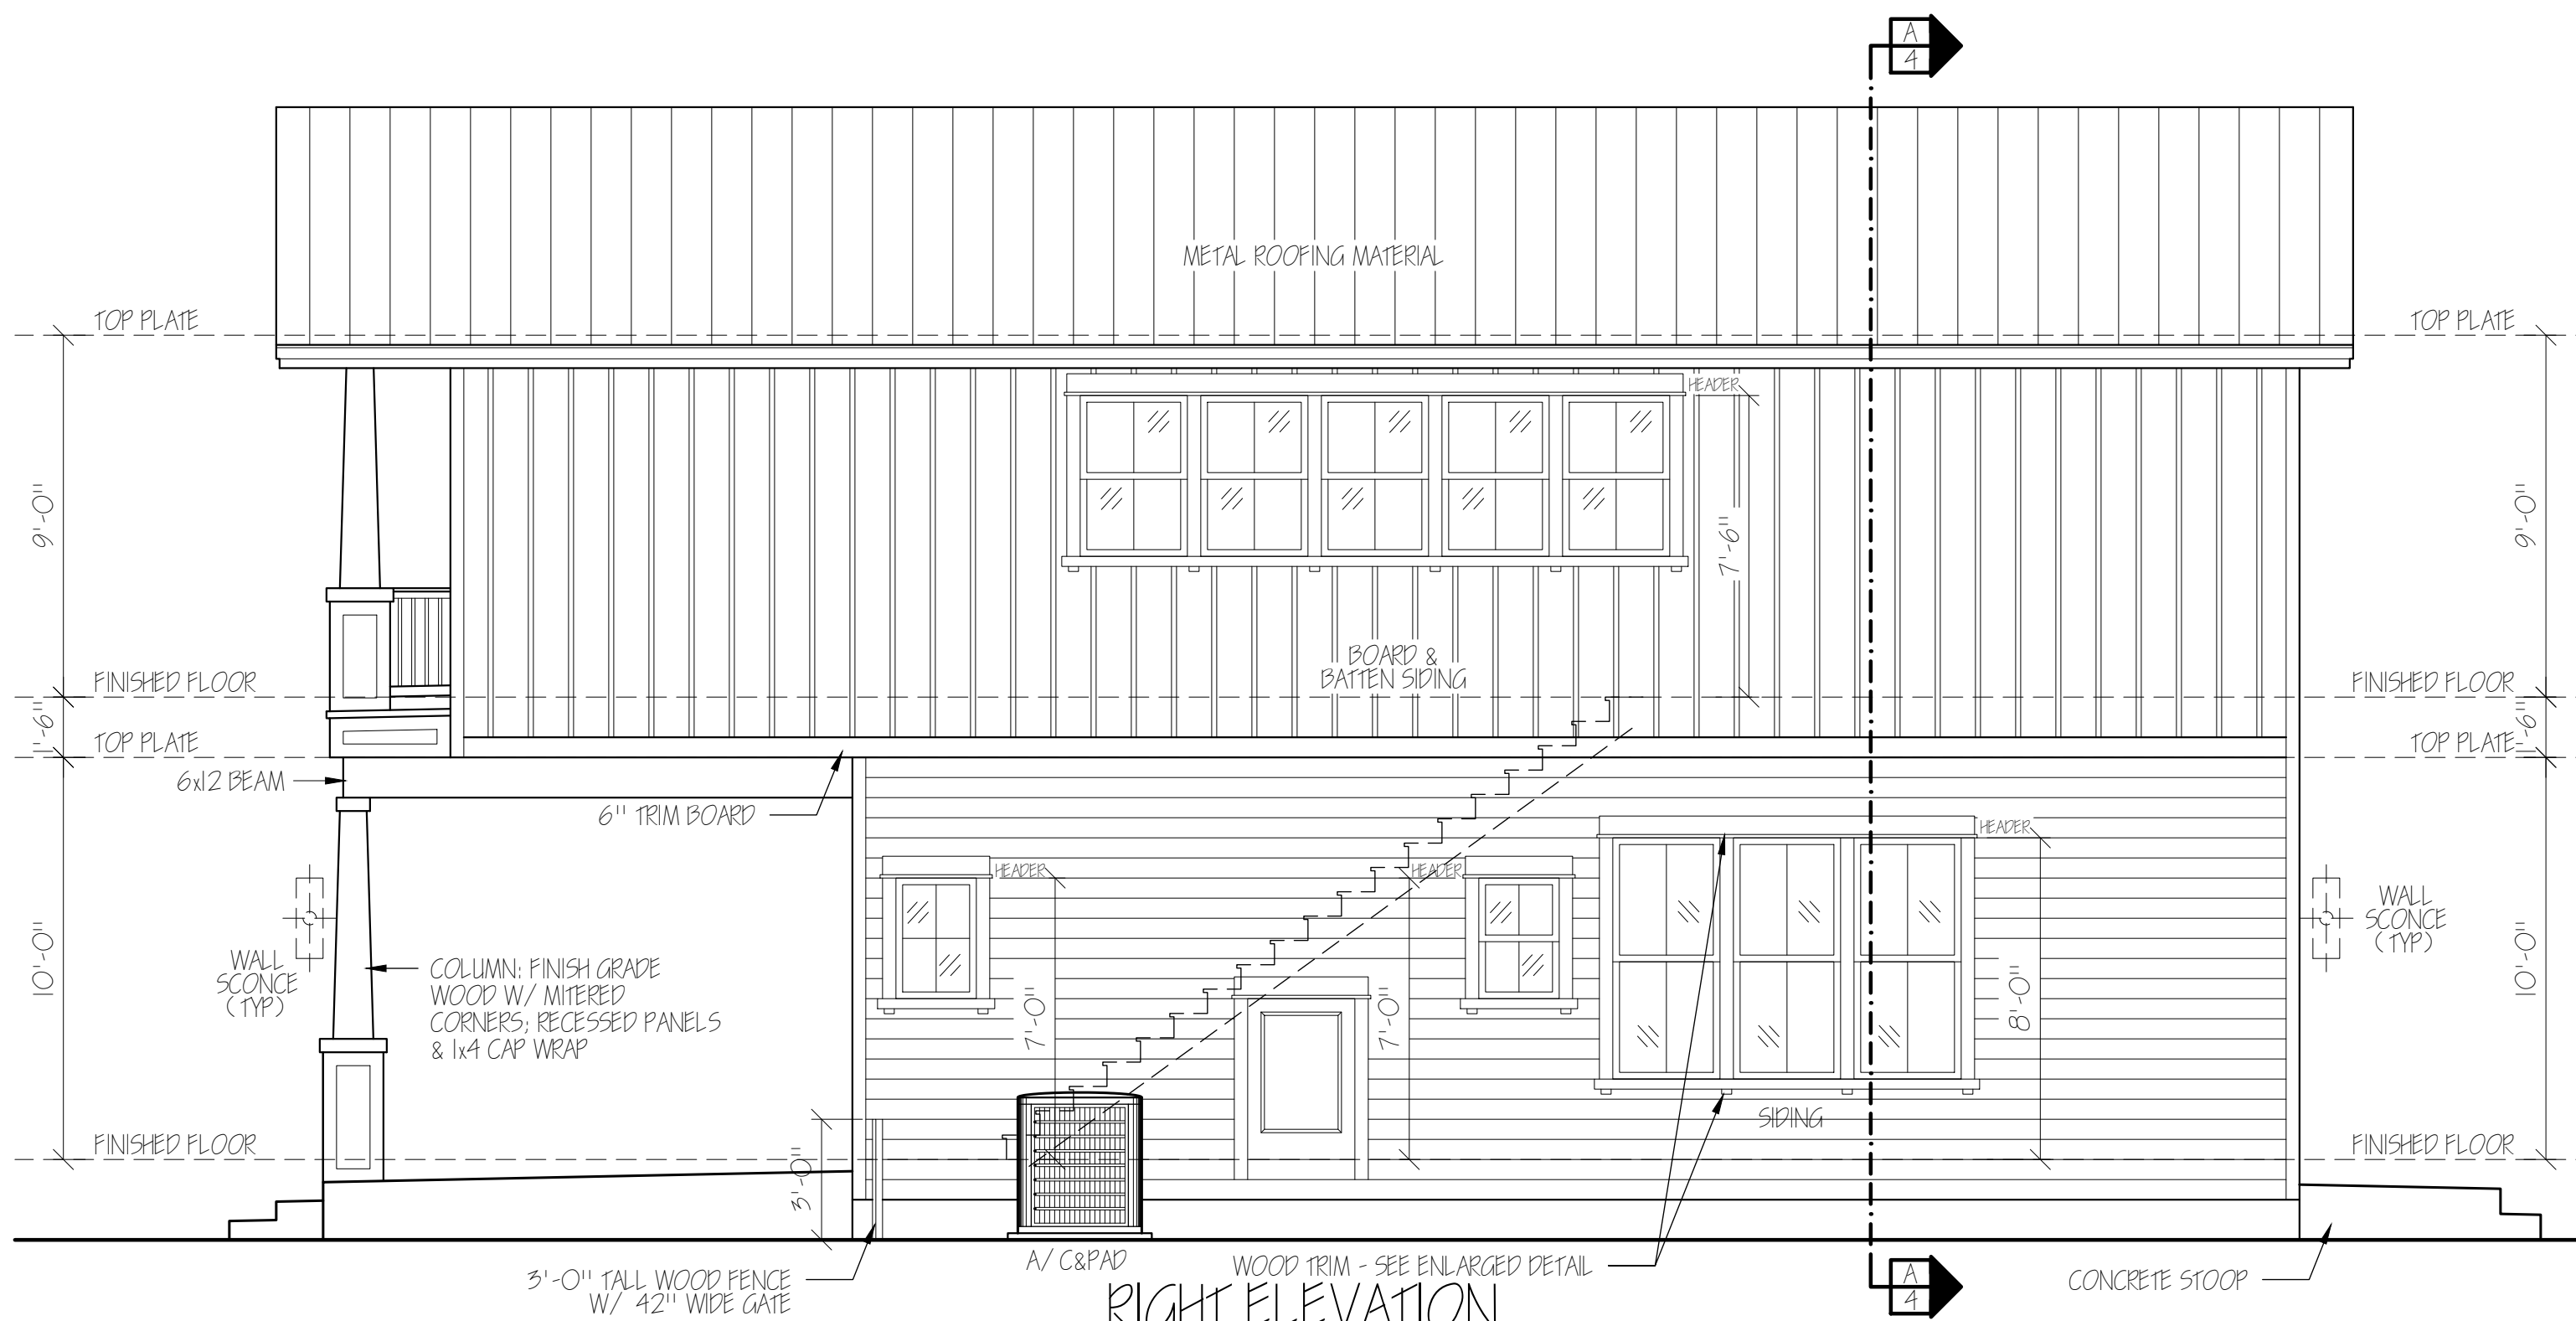 A
4
METAL ROOFING MATERIAL
TOP PLATE
TOP PLATE
HEADER
9'-0"
7'-6"
9'-0"
BOARD &
BATTEN SIDING
FINISHED FLOOR
FINISHED FLOOR
1'-6"
1'-6"
TOP PLATE
TOP PLATE
6x12 BEAM
6" TRIM BOARD
HEADER
HEADER
HEADER
WALL
SCONCE
(TYP)
COLUMN: FINISH GRADE
WOOD W/ MITERED
CORNERS; RECESSED PANELS
& 1x4 CAP WRAP
WALL
SCONCE
(TYP)
10'-0"
7'-0"
7'-0"
8'-0"
10'-0"
SIDING
FINISHED FLOOR
FINISHED FLOOR
3'-0"
A/C&PAD
WOOD TRIM - SEE ENLARGED DETAIL
3'-0" TALL WOOD FENCE
W/ 42" WIDE GATE
CONCRETE STOOP
A
4
RIGHT ELEVATION